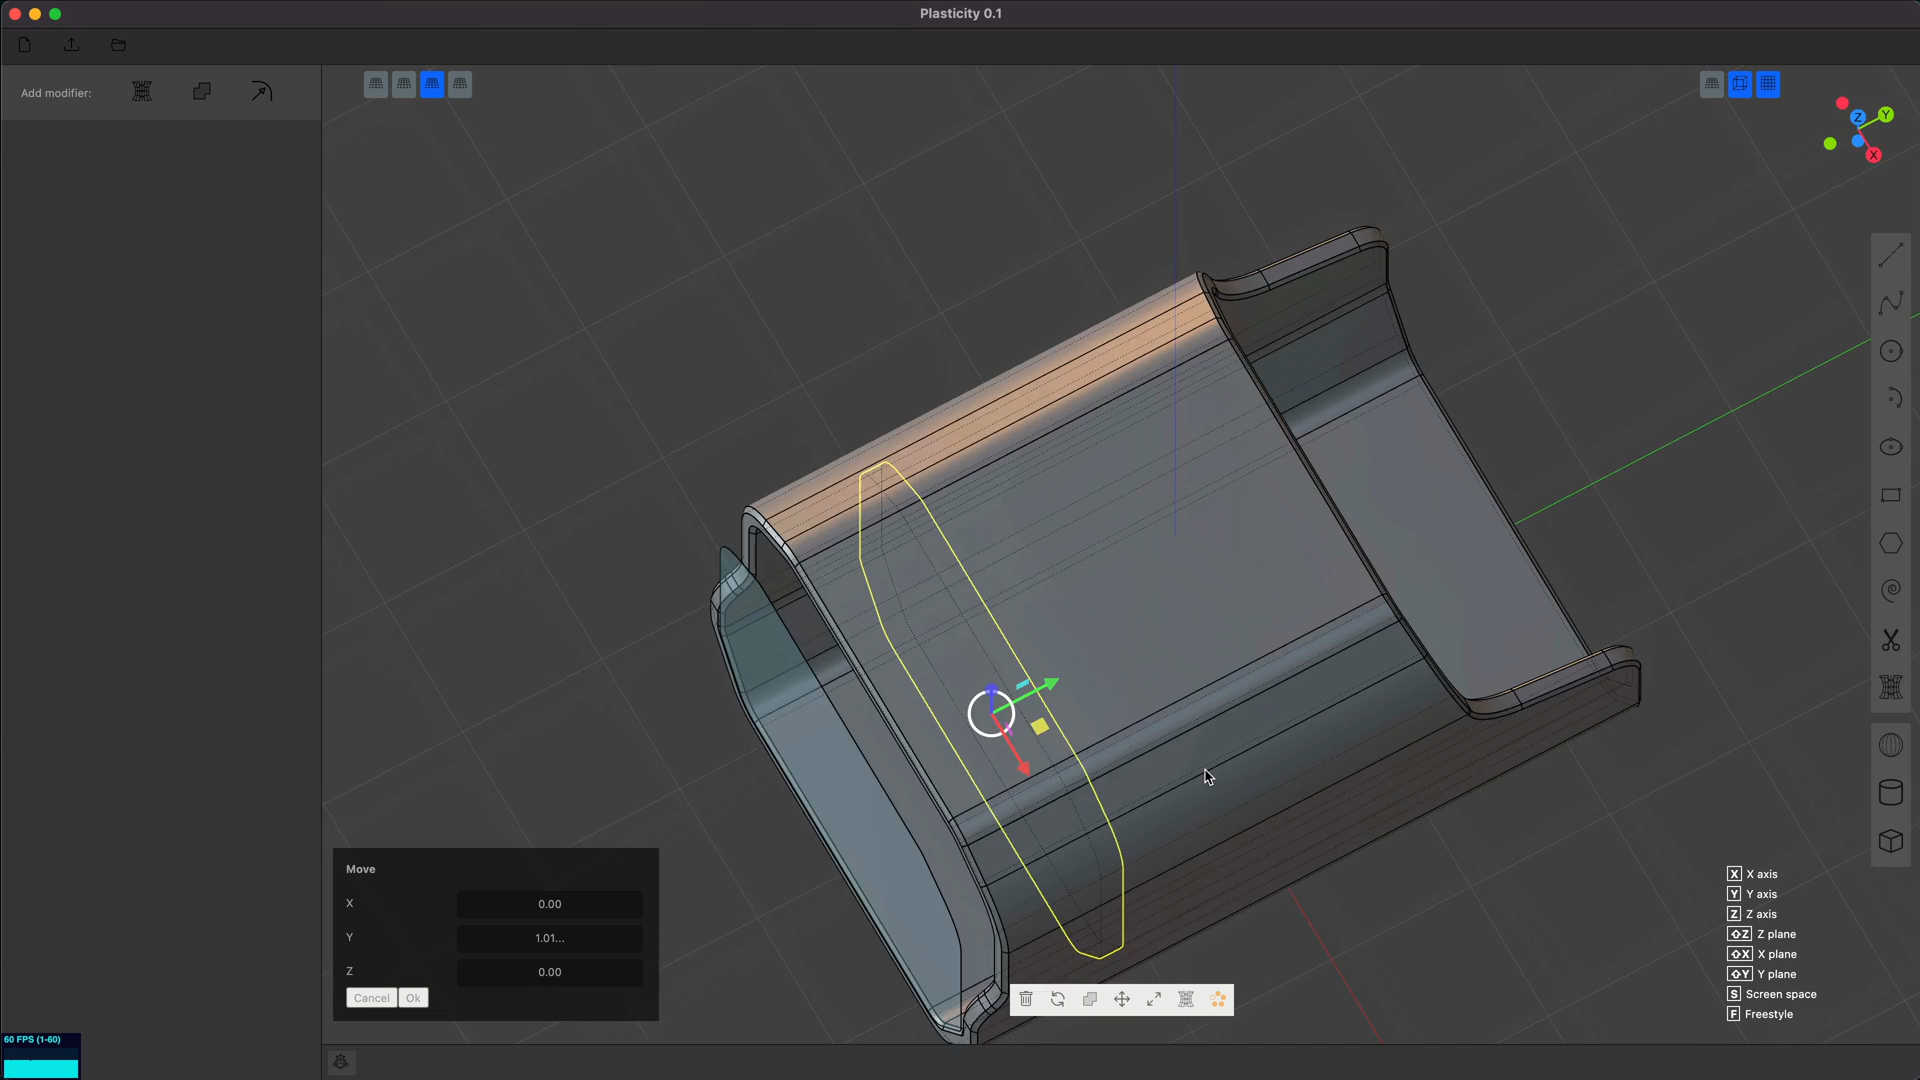 Plasticity 0.1
Add modifier:
Z
Y
X
Move
X 0.00
Y 1.01...
Z 0.00
Cancel Ok
X X axis
Y Y axis
Z Z axis
⇧Z Z plane
⇧X X plane
⇧Y Y plane
S Screen space
F Freestyle
60 FPS (1-60)